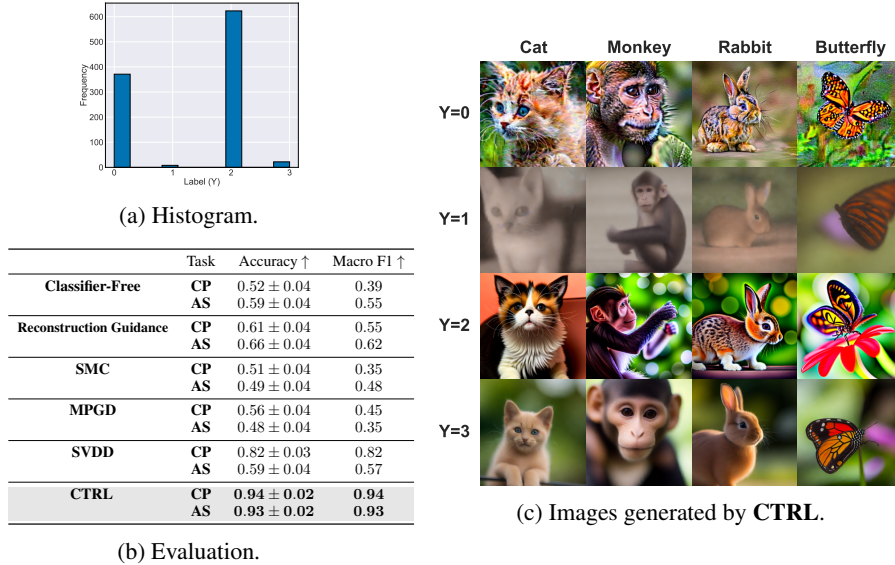 600
500
400
300
200
100
0
Frequency
0 1 2 3
Label (Y)
(a) Histogram.
Task Accuracy ↑ Macro F1 ↑
Classifier-Free CP 0.52 ± 0.04 0.39
AS 0.59 ± 0.04 0.55
Reconstruction Guidance CP 0.61 ± 0.04 0.55
AS 0.66 ± 0.04 0.62
SMC CP 0.51 ± 0.04 0.35
AS 0.49 ± 0.04 0.48
MPGD CP 0.56 ± 0.04 0.45
AS 0.48 ± 0.04 0.35
SVDD CP 0.82 ± 0.03 0.82
AS 0.59 ± 0.04 0.57
CTRL CP 0.94 ± 0.02 0.94
AS 0.93 ± 0.02 0.93
(b) Evaluation.
Cat Monkey Rabbit Butterfly
Y=0
Y=1
Y=2
Y=3
(c) Images generated by CTRL.